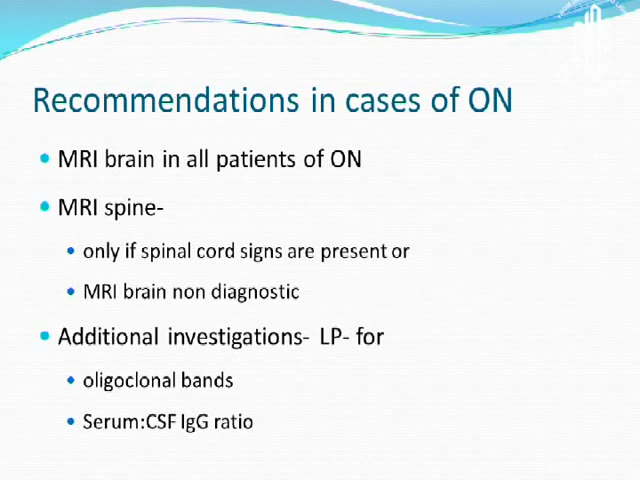 Recommendations in cases of ON
MRI brain in all patients of ON
MRI spine-
only if spinal cord signs are present or
MRI brain non diagnostic
Additional investigations- LP- for
oligoclonal bands
Serum:CSF IgG ratio